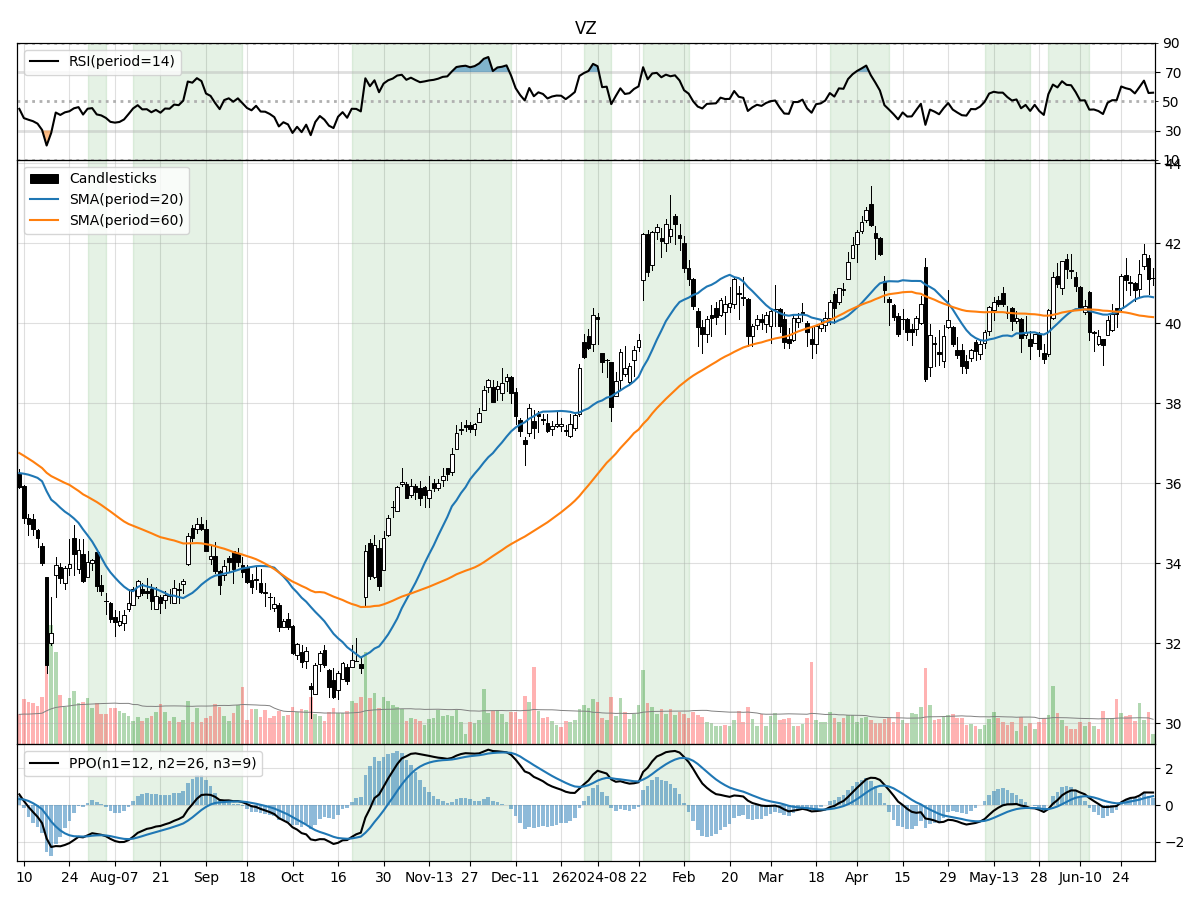 VZ
RSI(period=14)
90
70
50
30
10
Candlesticks
SMA(period=20)
SMA(period=60)
44
42
40
38
36
34
32
30
PPO(n1=12, n2=26, n3=9)
2
0
−2
10 24 Aug-07 21 Sep 18 Oct 16 30 Nov-13 27 Dec-11 26 2024-08 22 Feb 20 Mar 18 Apr 15 29 May-13 28 Jun-10 24